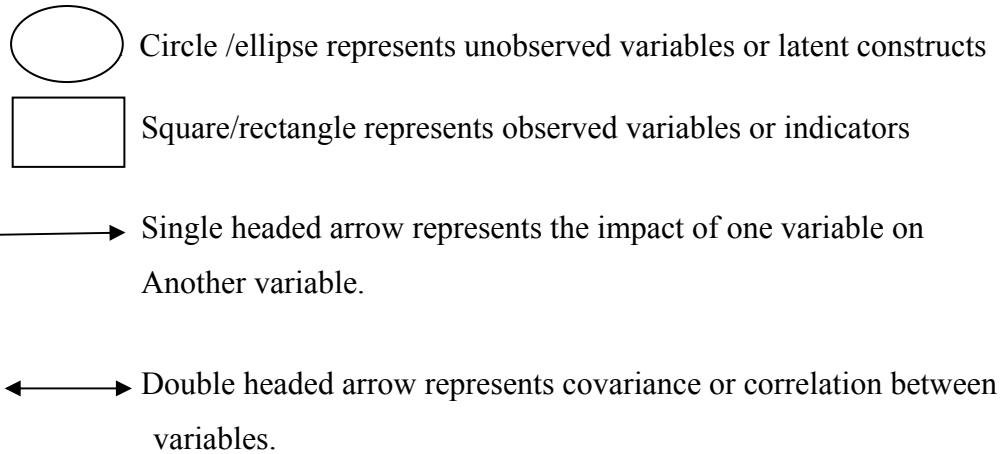 Circle /ellipse represents unobserved variables or latent constructs
Square/rectangle represents observed variables or indicators
Single headed arrow represents the impact of one variable on
Another variable.
Double headed arrow represents covariance or correlation between
variables.